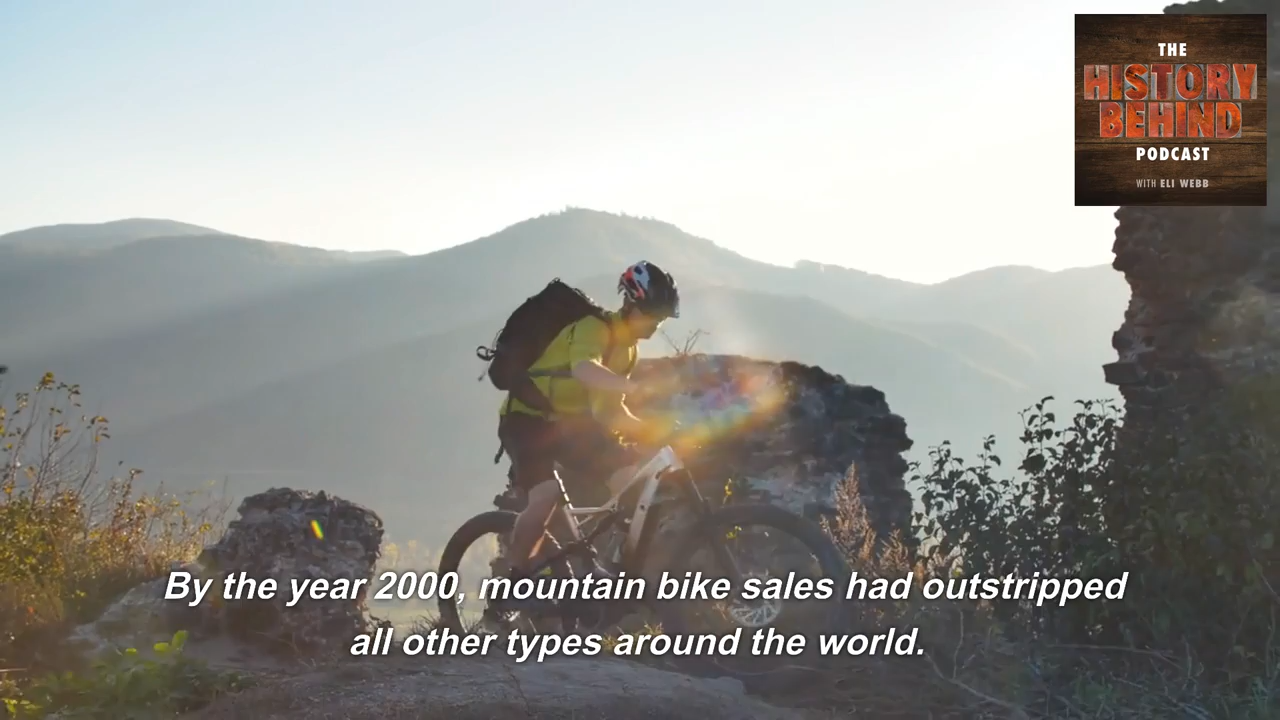 THE
HISTORY
BEHIND
PODCAST
WITH ELI WEBB
By the year 2000, mountain bike sales had outstripped
all other types around the world.